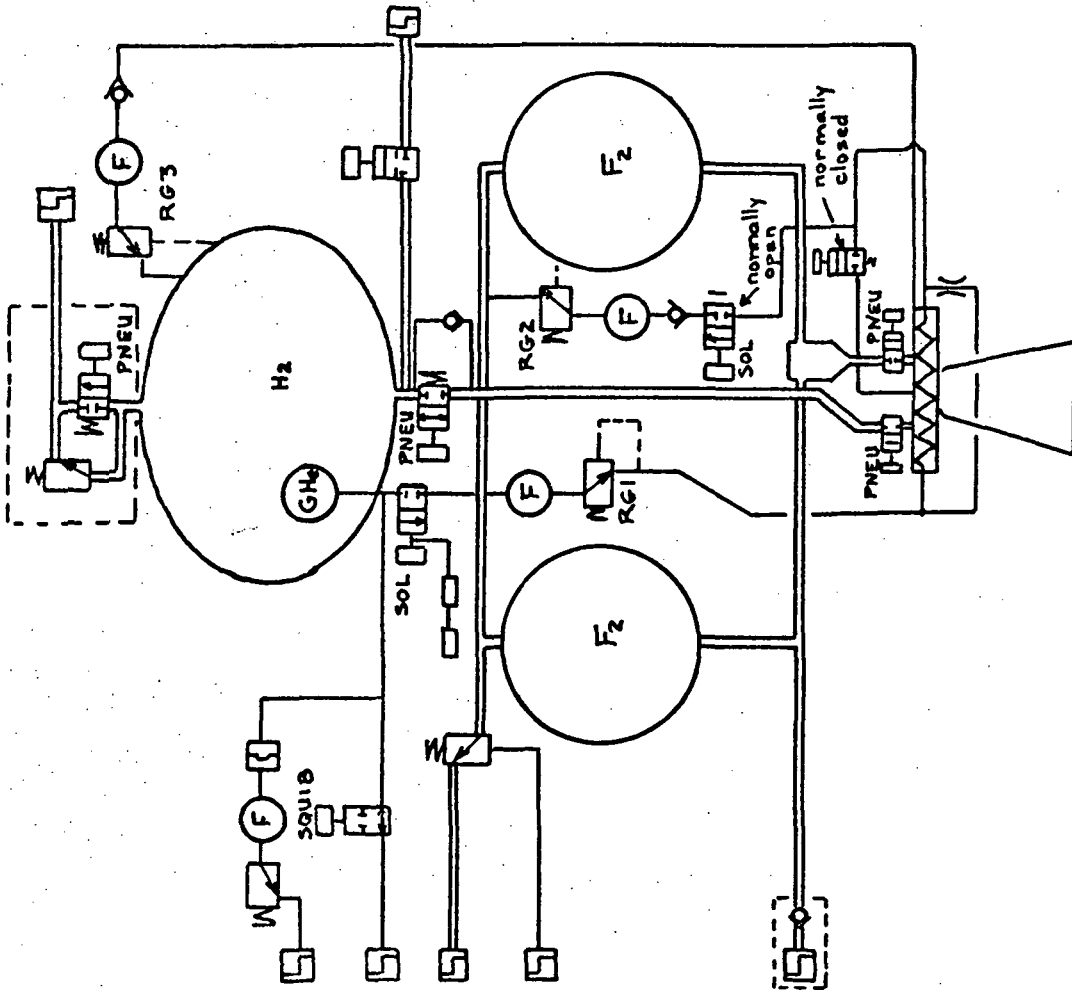 F
RG3
PNEU
H2
F2
normally
closed
RG2
F
normally
open
SOL
PNEU
PNEU
PNEU
GHe
SOL
F
RG1
F2
F
SQUIB